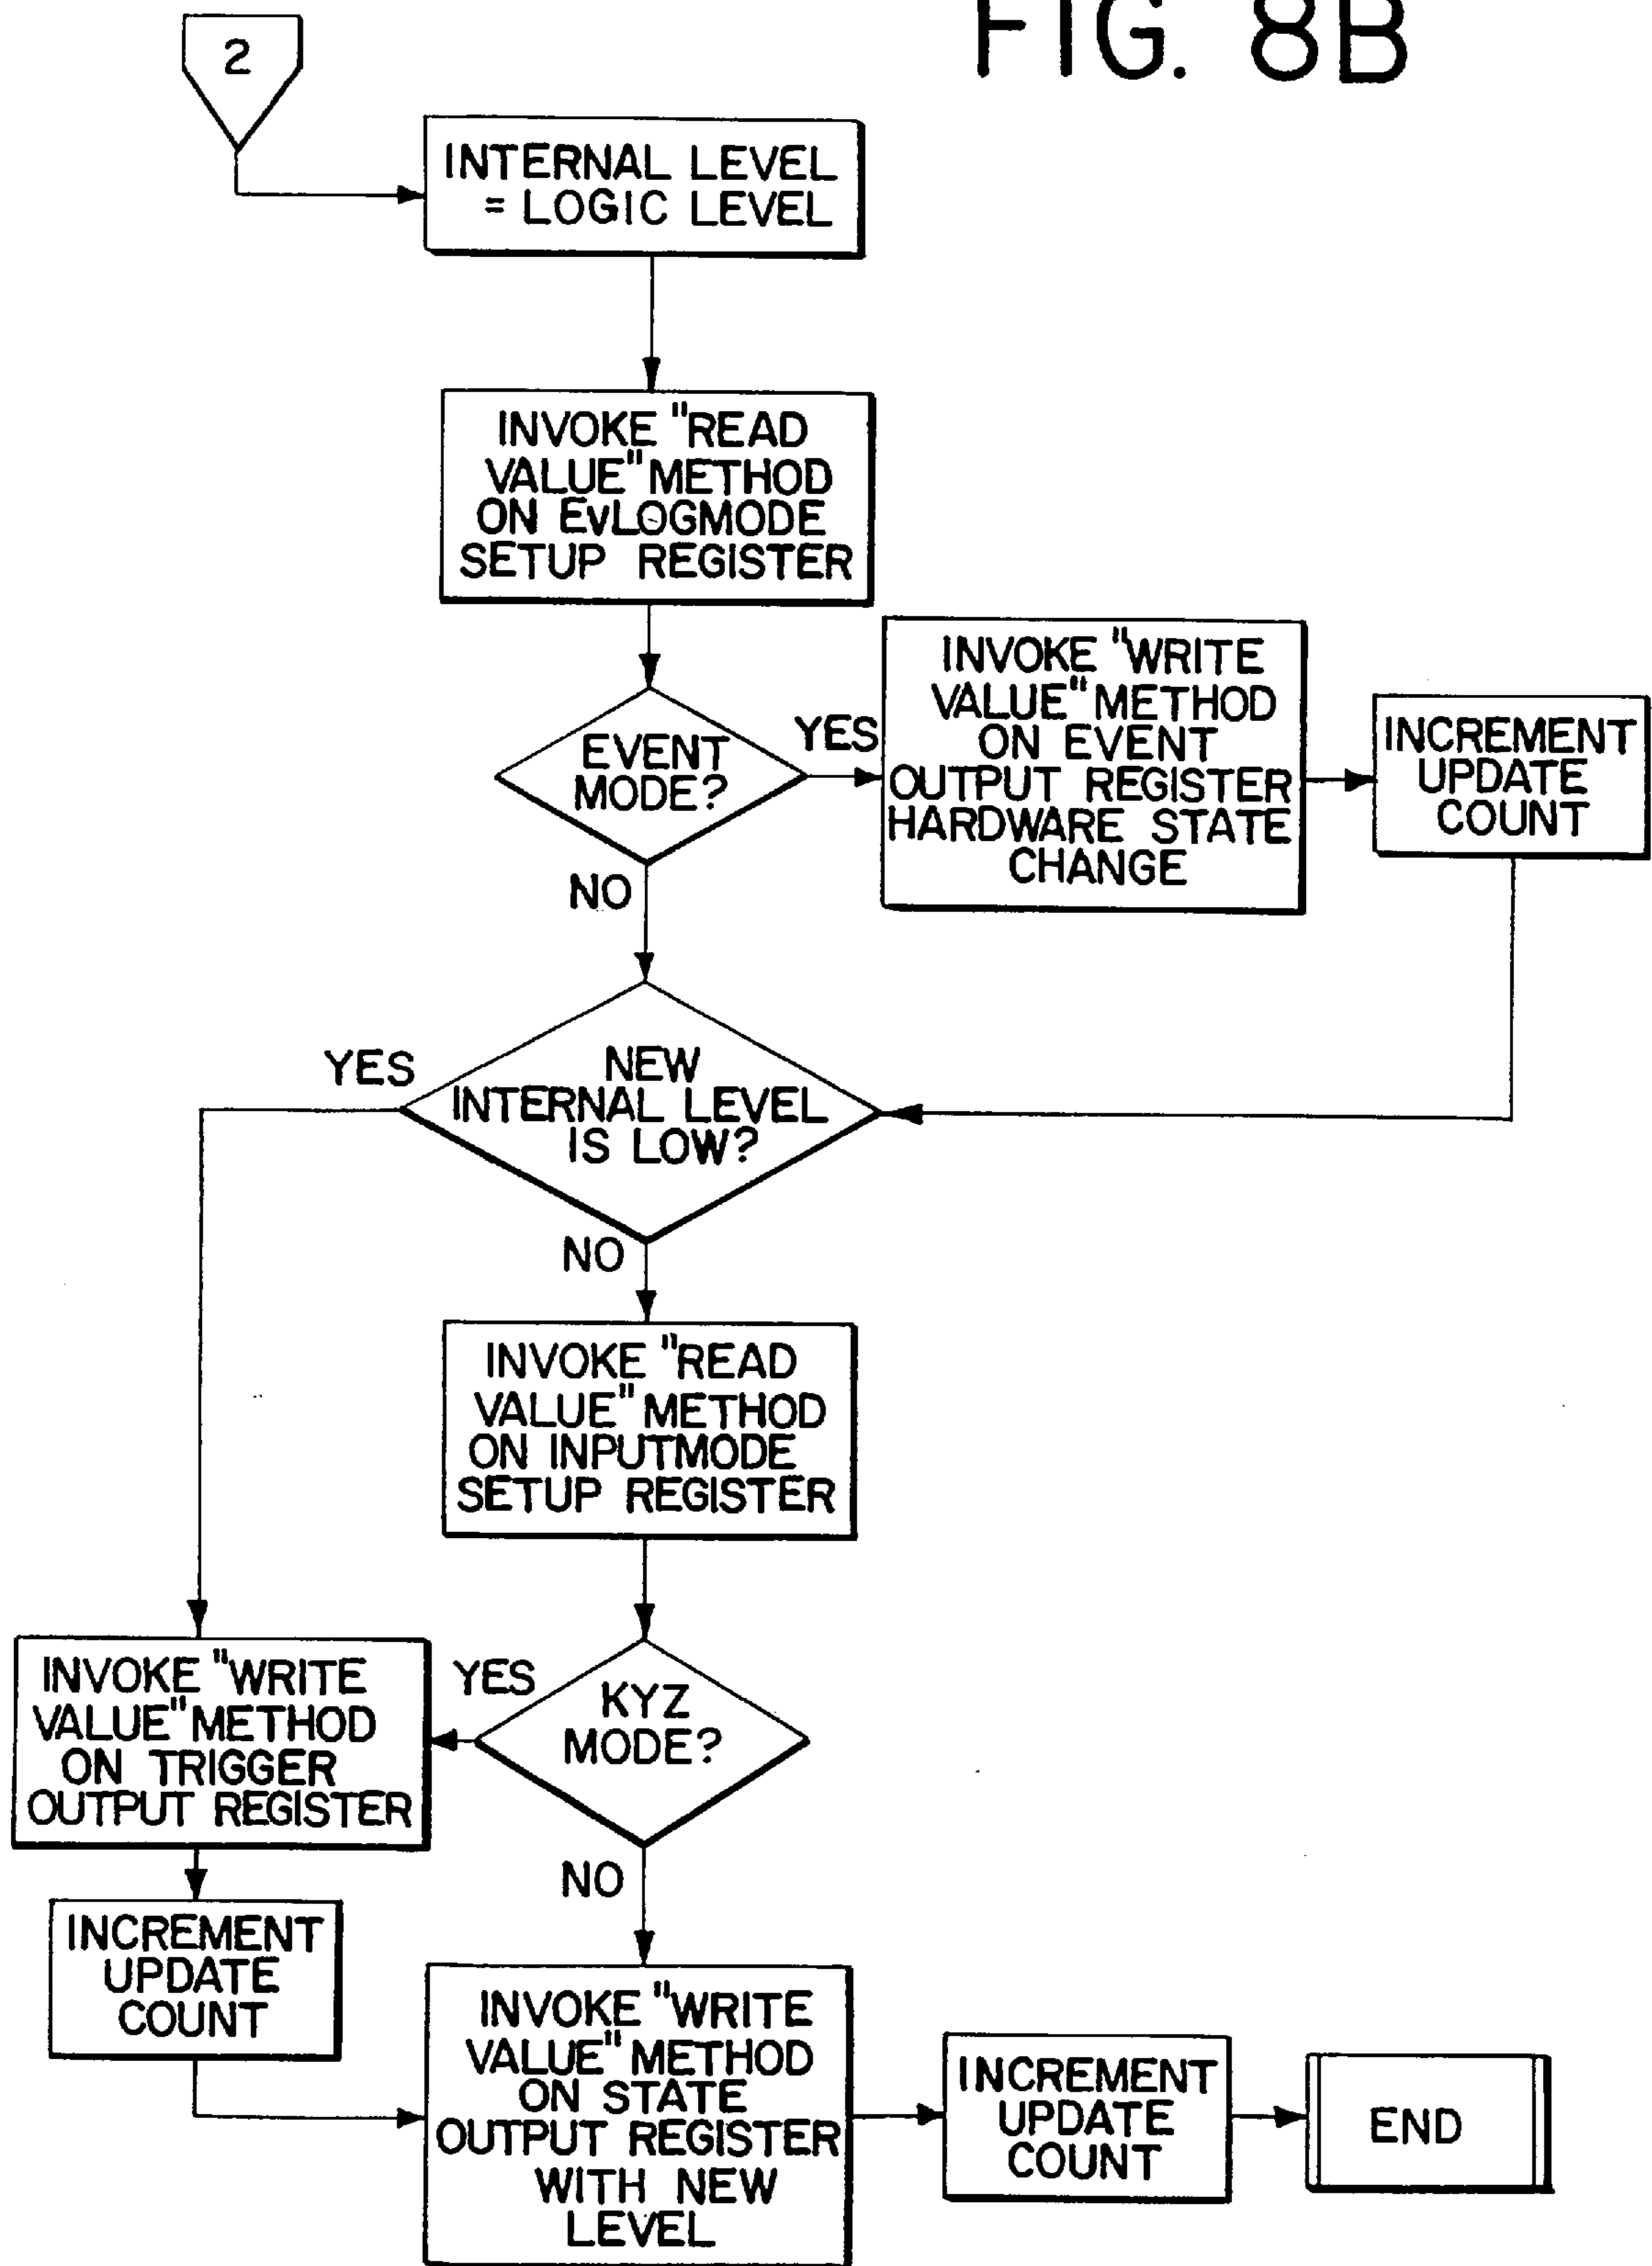 FIG. 8B
2
INTERNAL LEVEL
= LOGIC LEVEL
INVOKE "READ
VALUE" METHOD
ON EvLOGMODE
SETUP REGISTER
EVENT
MODE?
YES
INVOKE "WRITE
VALUE" METHOD
ON EVENT
OUTPUT REGISTER
HARDWARE STATE
CHANGE
INCREMENT
UPDATE
COUNT
NO
YES
NEW
INTERNAL LEVEL
IS LOW?
NO
INVOKE "READ
VALUE" METHOD
ON INPUTMODE
SETUP REGISTER
INVOKE "WRITE
VALUE" METHOD
ON TRIGGER
OUTPUT REGISTER
YES
KYZ
MODE?
NO
INCREMENT
UPDATE
COUNT
INVOKE "WRITE
VALUE" METHOD
ON STATE
OUTPUT REGISTER
WITH NEW
LEVEL
INCREMENT
UPDATE
COUNT
END